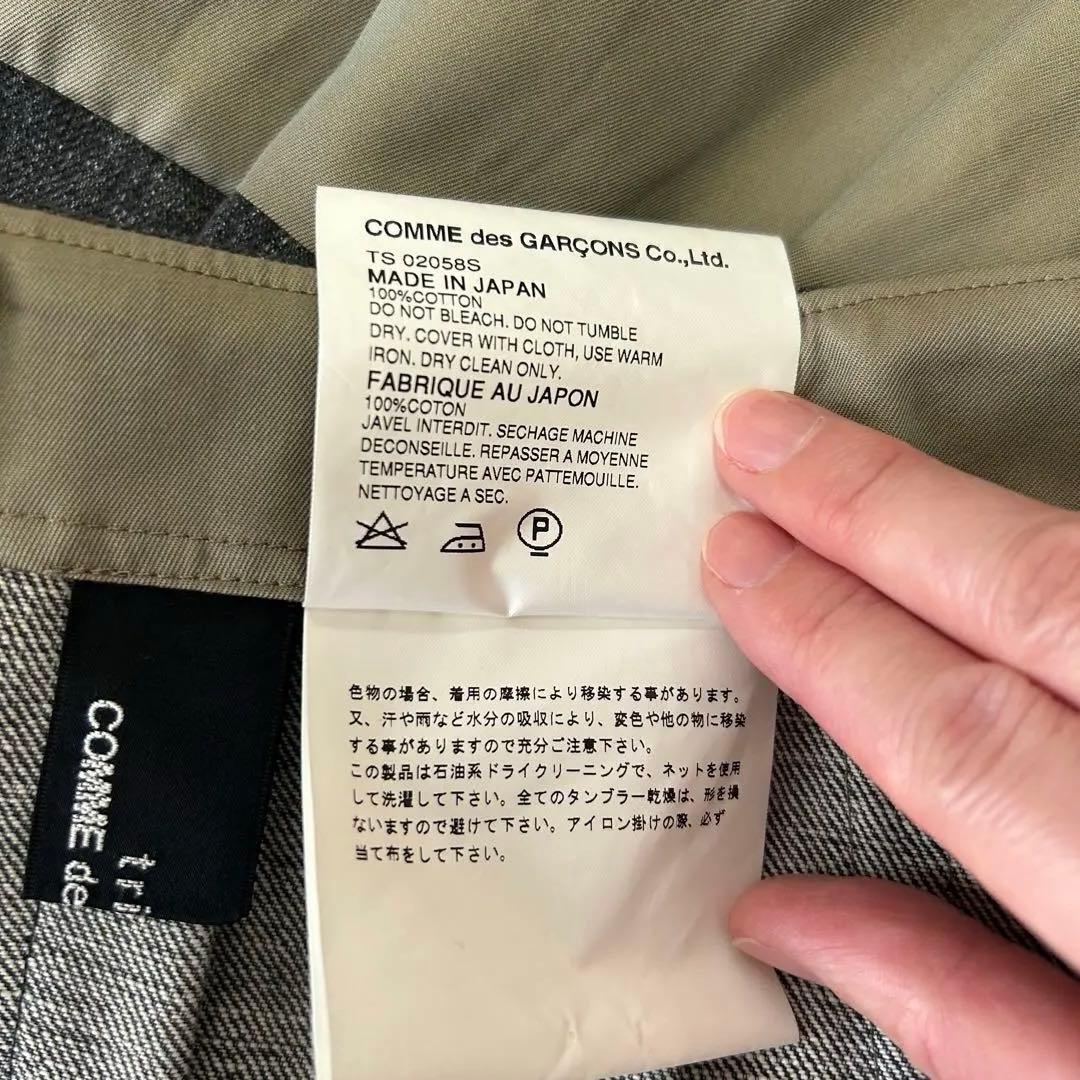 COMME des GARÇONS Co.,Ltd.
TS 02058S
MADE IN JAPAN
100%COTTON
DO NOT BLEACH. DO NOT TUMBLE
DRY. COVER WITH CLOTH, USE WARM
IRON. DRY CLEAN ONLY.
FABRIQUE AU JAPON
100%COTON
JAVEL INTERDIT. SECHAGE MACHINE
DECONSEILLE. REPASSER A MOYENNE
TEMPERATURE AVEC PATTEMOUILLE.
NETTOYAGE A SEC.
P
色物の場合、着用の摩擦により移染する事があります。
又、汗や雨など水分の吸収により、変色や他の物に移染
する事がありますので充分ご注意下さい。
この製品は石油系ドライクリーニングで、ネットを使用
して洗濯して下さい。全てのタンブラー乾燥は、形を損
ないますので避けて下さい。アイロン掛けの際、必ず
当て布をして下さい。
tri
COMME de